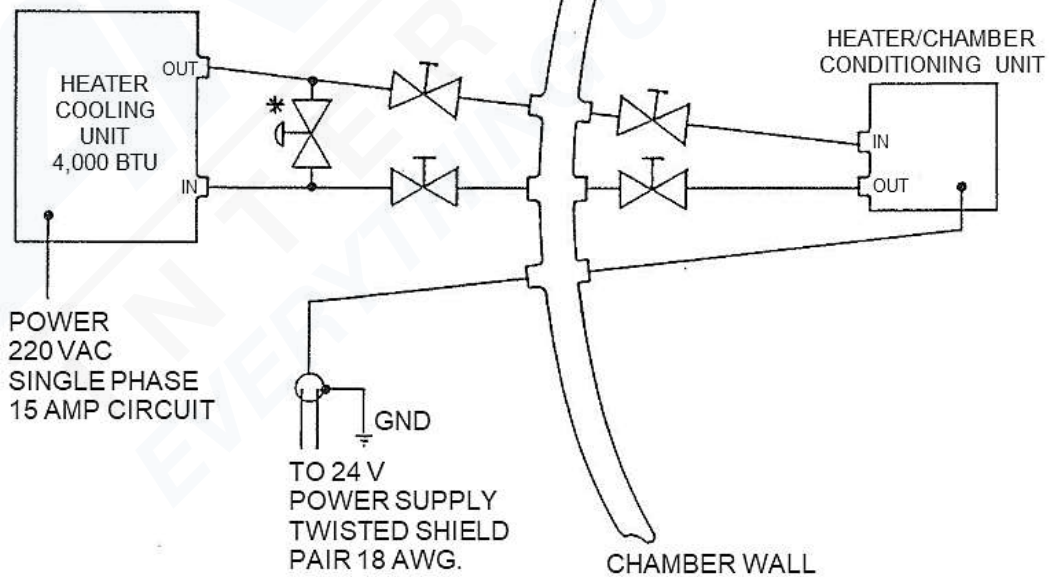 HEATER
COOLING
UNIT
4,000 BTU
OUT
IN
*
HEATER/CHAMBER
CONDITIONING UNIT
IN
OUT
POWER
220 VAC
SINGLE PHASE
15 AMP CIRCUIT
GND
TO 24 V
POWER SUPPLY
TWISTED SHIELD
PAIR 18 AWG.
CHAMBER WALL